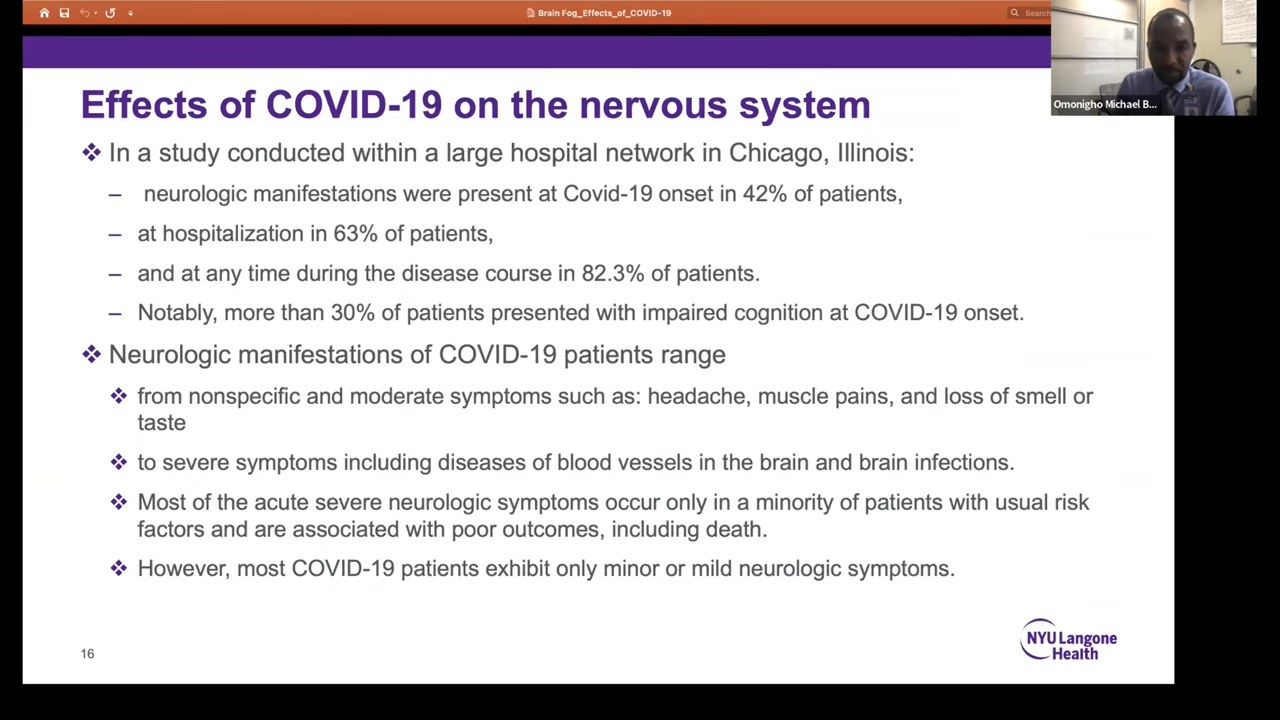 Brain Fog_Effects_of_COVID-19
Search
Omonigho Michael B...
Effects of COVID-19 on the nervous system
In a study conducted within a large hospital network in Chicago, Illinois:
– neurologic manifestations were present at Covid-19 onset in 42% of patients,
– at hospitalization in 63% of patients,
– and at any time during the disease course in 82.3% of patients.
– Notably, more than 30% of patients presented with impaired cognition at COVID-19 onset.
Neurologic manifestations of COVID-19 patients range
from nonspecific and moderate symptoms such as: headache, muscle pains, and loss of smell or
taste
to severe symptoms including diseases of blood vessels in the brain and brain infections.
Most of the acute severe neurologic symptoms occur only in a minority of patients with usual risk
factors and are associated with poor outcomes, including death.
However, most COVID-19 patients exhibit only minor or mild neurologic symptoms.
16
NYU Langone
Health